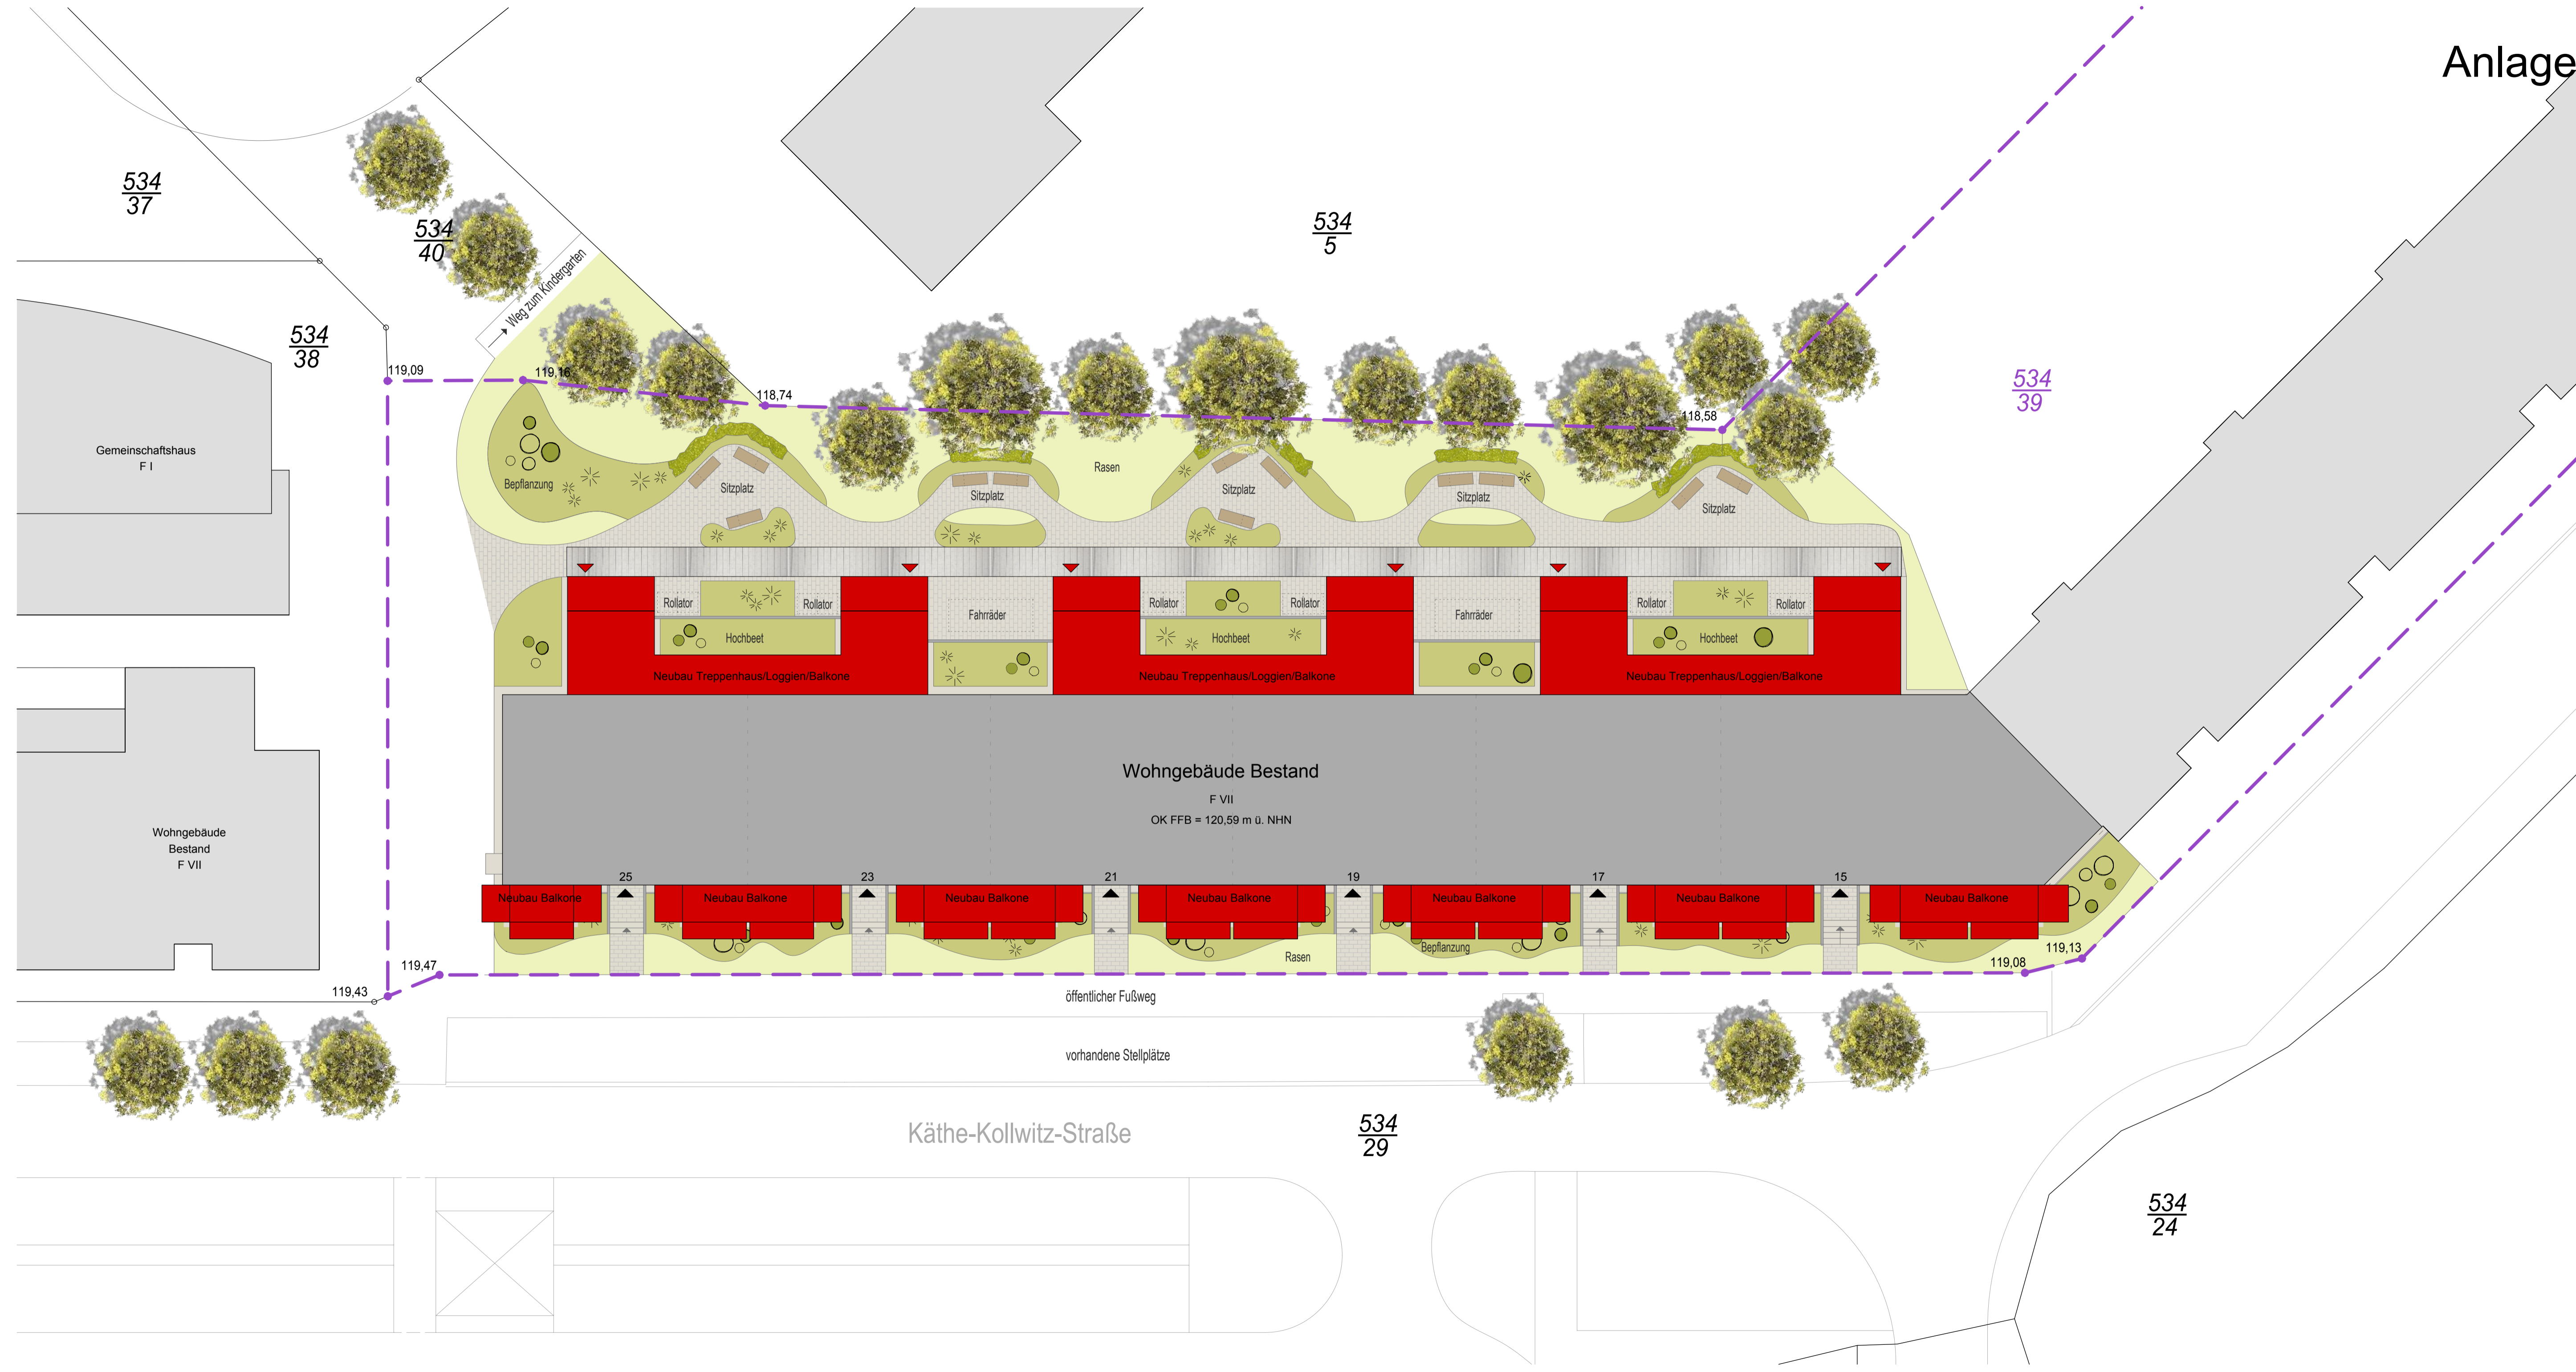 Anlage
534
37
534
40
534
5
Weg zum Kindergarten
534
38
119,09
119,16
118,74
534
39
118,58
Gemeinschaftshaus
F I
Rasen
Bepflanzung
Sitzplatz
Sitzplatz
Sitzplatz
Sitzplatz
Sitzplatz
Rollator
Rollator
Fahrräder
Rollator
Rollator
Fahrräder
Rollator
Rollator
Hochbeet
Hochbeet
Hochbeet
Neubau Treppenhaus/Loggien/Balkone
Neubau Treppenhaus/Loggien/Balkone
Neubau Treppenhaus/Loggien/Balkone
Wohngebäude Bestand
F VII
OK FFB = 120,59 m ü. NHN
Wohngebäude
Bestand
F VII
25
23
21
19
17
15
Neubau Balkone
Neubau Balkone
Neubau Balkone
Neubau Balkone
Neubau Balkone
Neubau Balkone
Neubau Balkone
Bepflanzung
Rasen
119,13
119,08
119,47
119,43
öffentlicher Fußweg
vorhandene Stellplätze
Käthe-Kollwitz-Straße
534
29
534
24